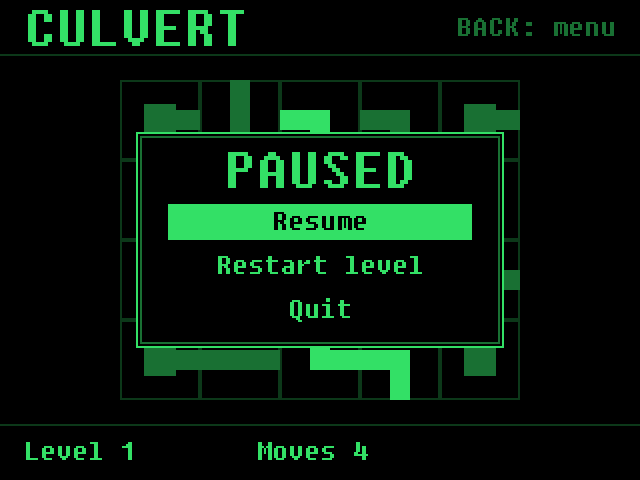 CULVERT
BACK: menu
PAUSED
Resume
Restart level
Quit
Level 1
Moves 4